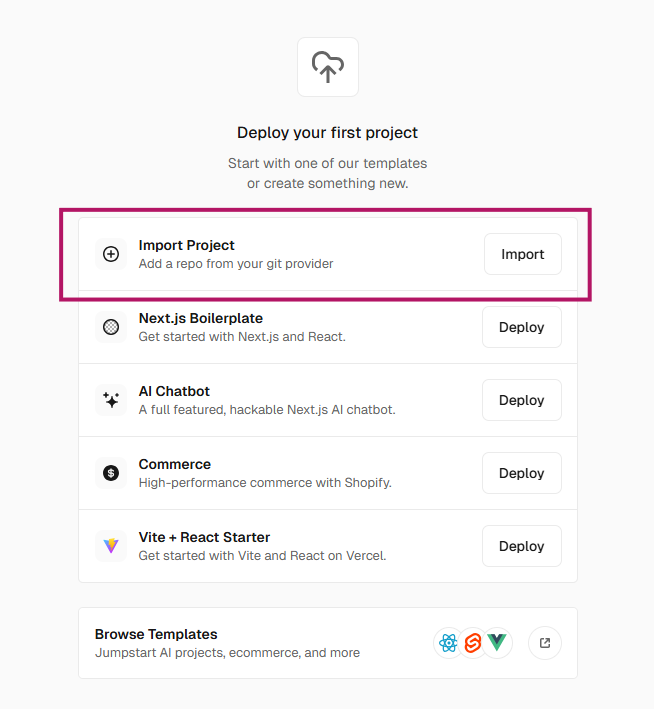 Deploy your first project
Start with one of our templates
or create something new.
Import Project
Add a repo from your git provider
Import
Next.js Boilerplate
Get started with Next.js and React.
Deploy
AI Chatbot
A full featured, hackable Next.js AI chatbot.
Deploy
Commerce
High-performance commerce with Shopify.
Deploy
Vite + React Starter
Get started with Vite and React on Vercel.
Deploy
Browse Templates
Jumpstart AI projects, ecommerce, and more